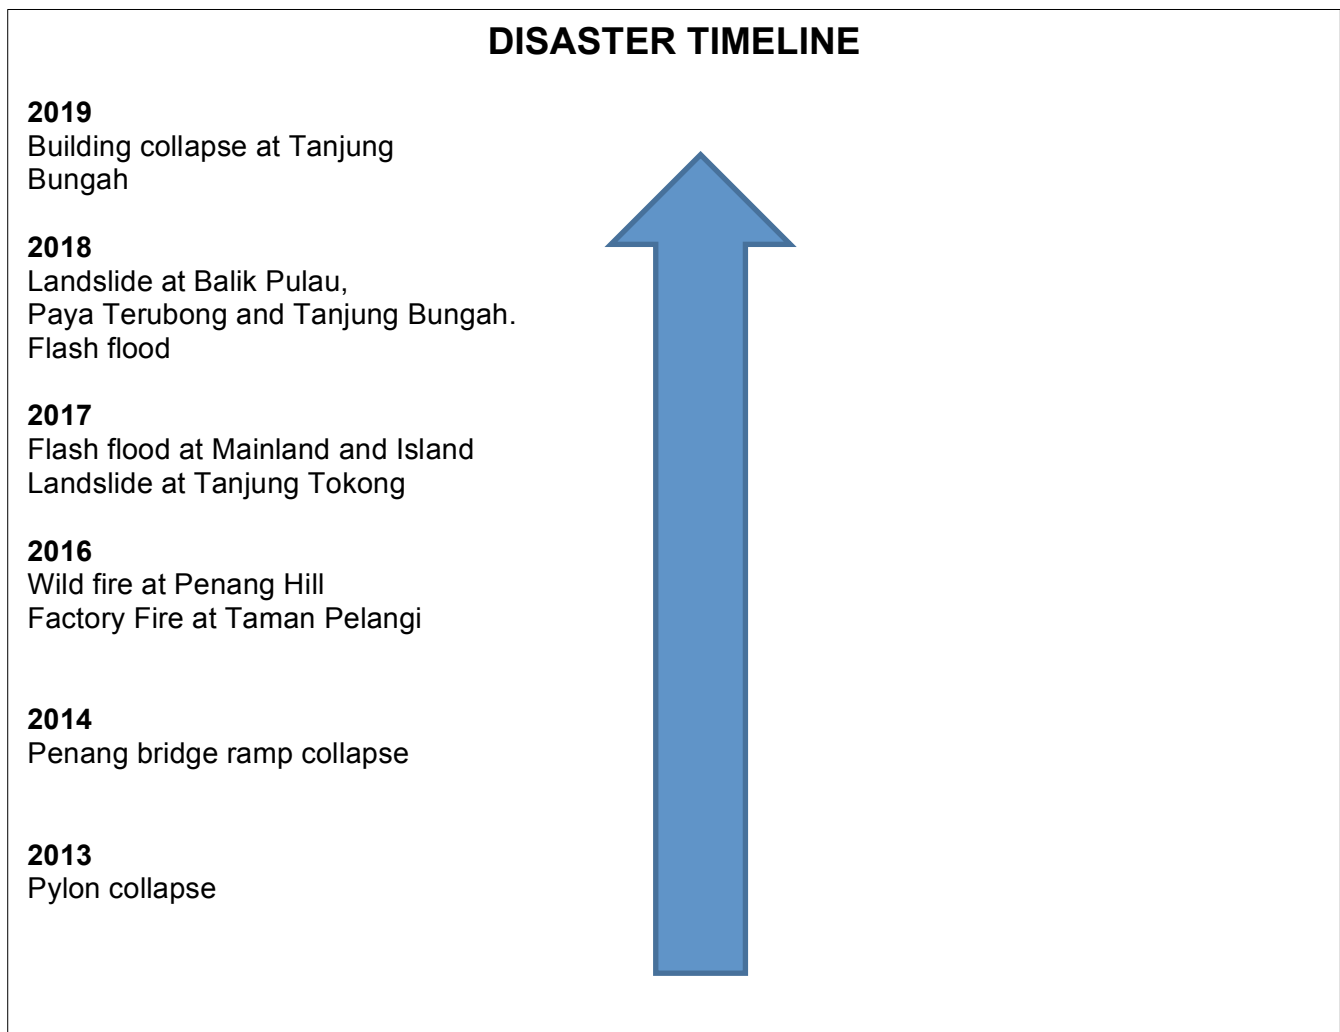 DISASTER TIMELINE
2019
Building collapse at Tanjung
Bungah
2018
Landslide at Balik Pulau,
Paya Terubong and Tanjung Bungah.
Flash flood
2017
Flash flood at Mainland and Island
Landslide at Tanjung Tokong
2016
Wild fire at Penang Hill
Factory Fire at Taman Pelangi
2014
Penang bridge ramp collapse
2013
Pylon collapse